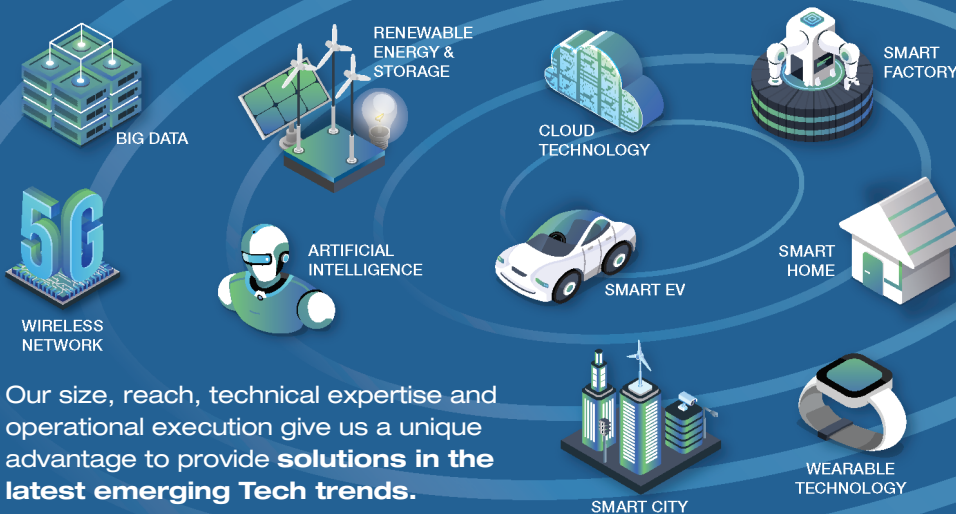 RENEWABLE
ENERGY &
STORAGE
BIG DATA
CLOUD
TECHNOLOGY
SMART
FACTORY
5G
WIRELESS
NETWORK
ARTIFICIAL
INTELLIGENCE
SMART EV
SMART
HOME
Our size, reach, technical expertise and
operational execution give us a unique
advantage to provide solutions in the
latest emerging Tech trends.
SMART CITY
WEARABLE
TECHNOLOGY